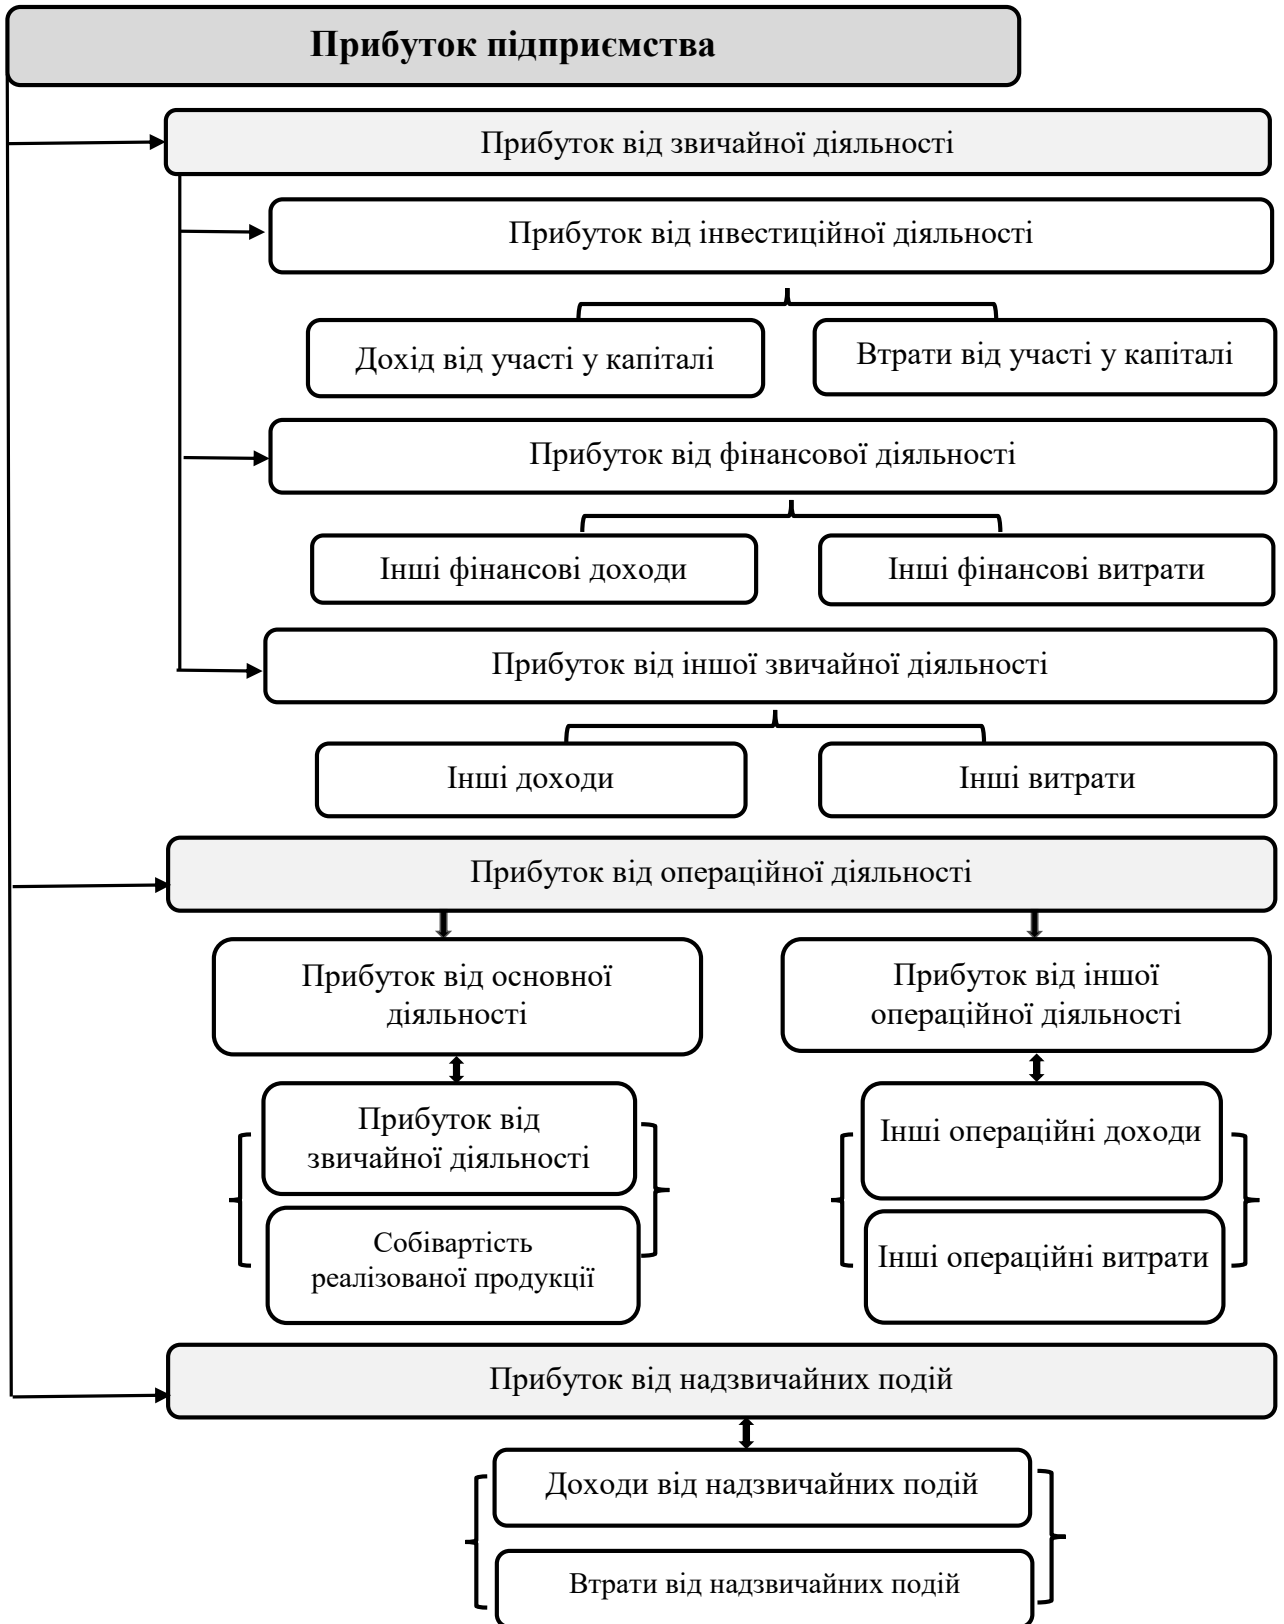 Прибуток підприємства
Прибуток від звичайної діяльності
Прибуток від інвестиційної діяльності
Дохід від участі у капіталі
Втрати від участі у капіталі
Прибуток від фінансової діяльності
Інші фінансові доходи
Інші фінансові витрати
Прибуток від іншої звичайної діяльності
Інші доходи
Інші витрати
Прибуток від операційної діяльності
Прибуток від основної
діяльності
Прибуток від іншої
операційної діяльності
Прибуток від
звичайної діяльності
Собівартість
реалізованої продукції
Інші операційні доходи
Інші операційні витрати
Прибуток від надзвичайних подій
Доходи від надзвичайних подій
Втрати від надзвичайних подій